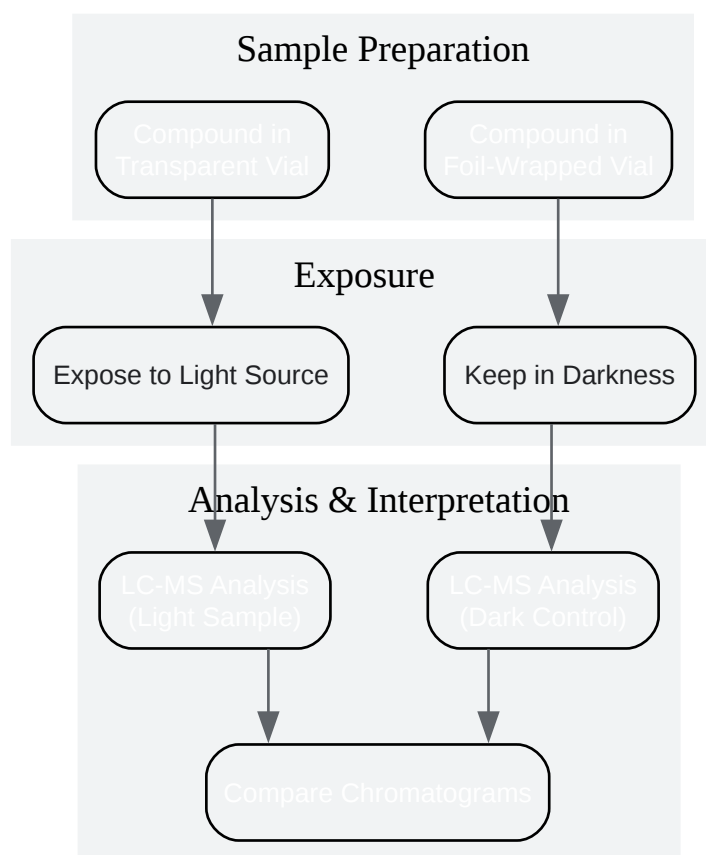 Sample Preparation
Compound in
Transparent Vial
Compound in
Foil-Wrapped Vial
Exposure
Expose to Light Source
Keep in Darkness
Analysis & Interpretation
LC-MS Analysis
(Light Sample)
LC-MS Analysis
(Dark Control)
Compare Chromatograms